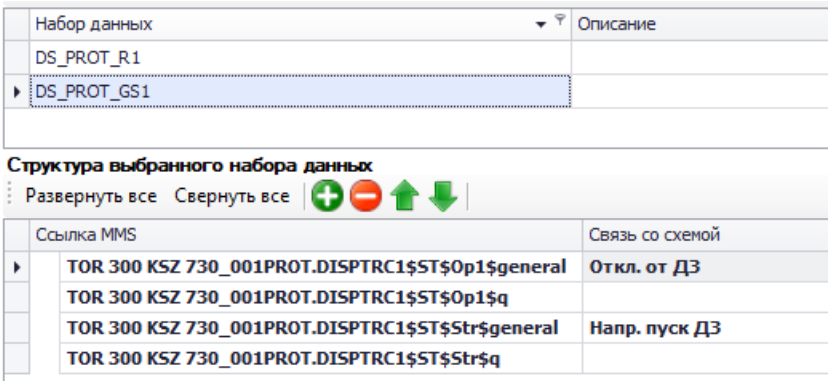 Набор данных Описание
DS_PROT_R1
DS_PROT_GS1
Структура выбранного набора данных
Развернуть все Свернуть все
Ссылка MMS Связь со схемой
TOR 300 KSZ 730_001PROT.DISPTRC1$ST$Op1$general Откл. от ДЗ
TOR 300 KSZ 730_001PROT.DISPTRC1$ST$Op1$q
TOR 300 KSZ 730_001PROT.DISPTRC1$ST$Str$general Напр. пуск ДЗ
TOR 300 KSZ 730_001PROT.DISPTRC1$ST$Str$q